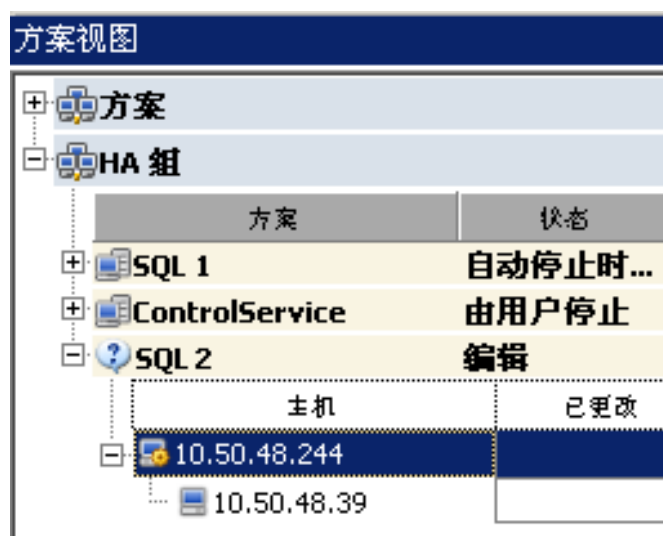 方案视图
方案
HA 组
方案 状态
SQL 1 自动停止时...
ControlService 由用户停止
SQL 2 编辑
主机 已更改
10.50.48.244
10.50.48.39